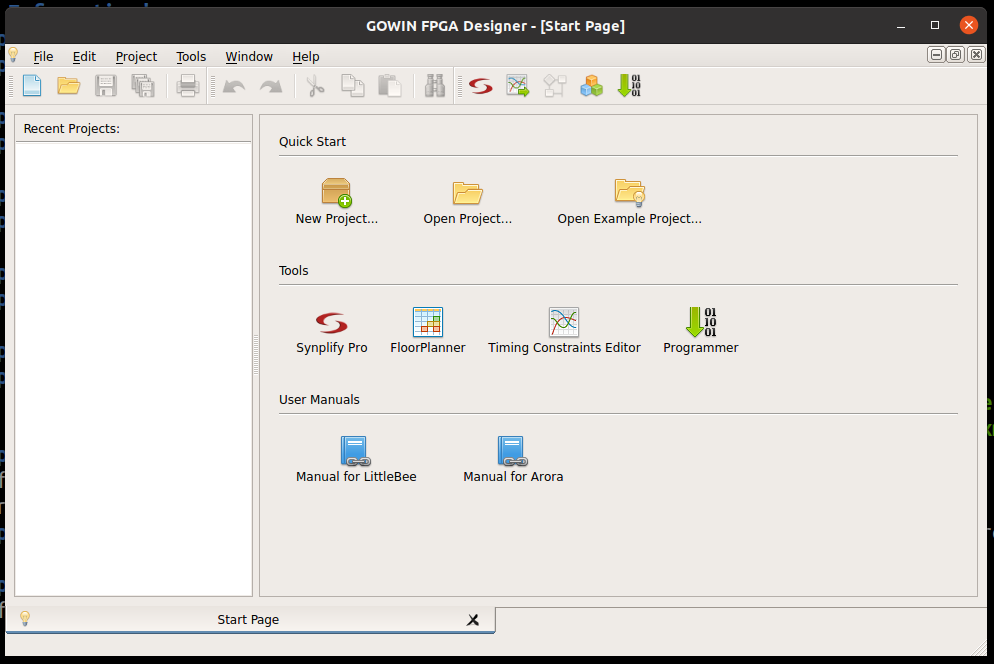 GOWIN FPGA Designer - [Start Page]
File Edit Project Tools Window Help
Recent Projects:
Quick Start
New Project... Open Project... Open Example Project...
Tools
Synplify Pro FloorPlanner Timing Constraints Editor Programmer
User Manuals
Manual for LittleBee Manual for Arora
Start Page